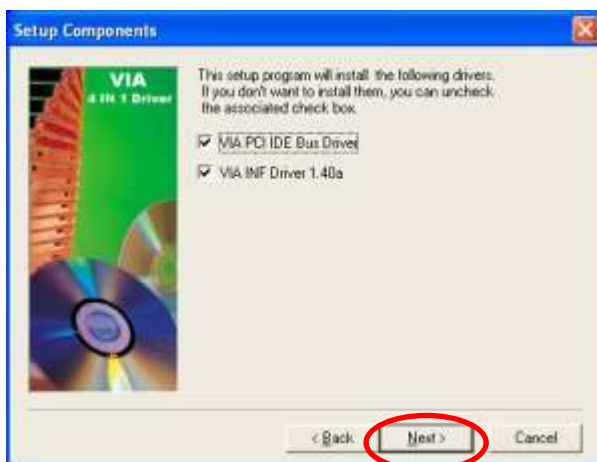 Setup Components
VIA
4 IN 1 Driver
This setup program will install the following drivers.
If you don't want to install them, you can uncheck
the associated check box.
VIA PCI IDE Bus Driver
VIA INF Driver 1.40a
< Back
Next >
Cancel